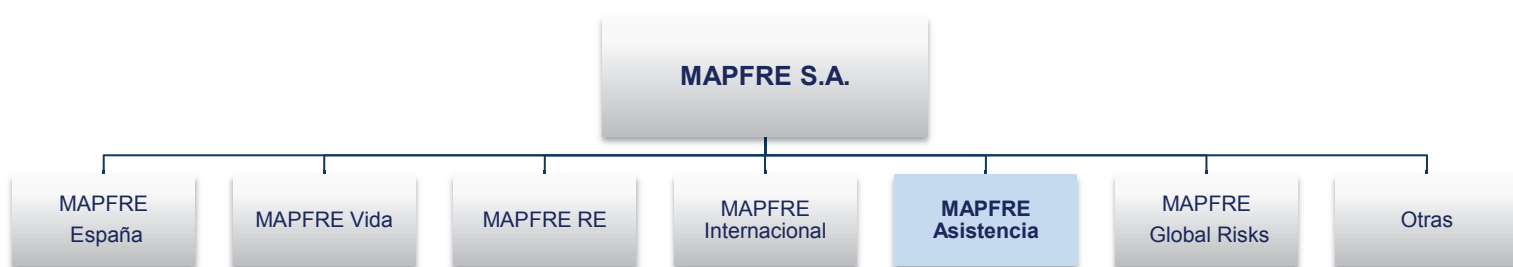 MAPFRE S.A.
MAPFRE
España
MAPFRE Vida
MAPFRE RE
MAPFRE
Internacional
MAPFRE
Asistencia
MAPFRE
Global Risks
Otras